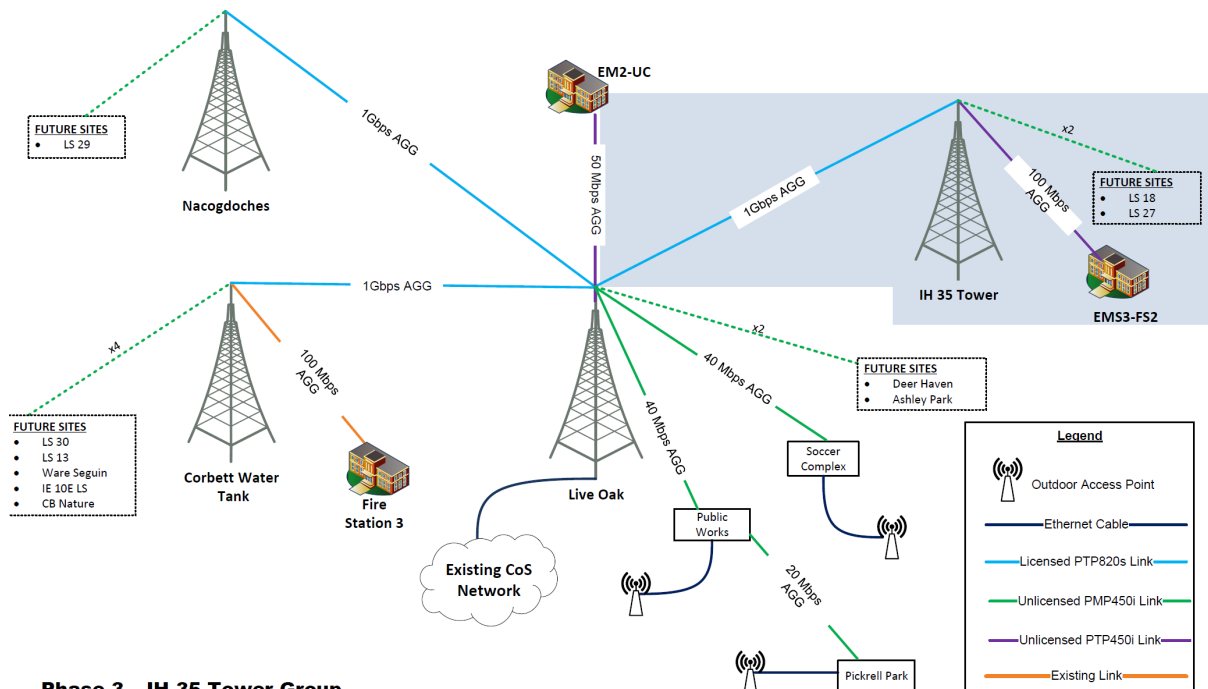 EM2-UC
1Gbps AGG
FUTURE SITES
• LS 29
Nacogdoches
50 Mbps AGG
1Gbps AGG
x2
100 Mbps
AGG
FUTURE SITES
• LS 18
• LS 27
IH 35 Tower
EMS3-FS2
1Gbps AGG
x4
100 Mbps
AGG
x2
FUTURE SITES
• Deer Haven
• Ashley Park
40 Mbps AGG
40 Mbps AGG
FUTURE SITES
• LS 30
• LS 13
• Ware Seguin
• IE 10E LS
• CB Nature
Corbett Water
Tank
Fire
Station 3
Live Oak
Soccer
Complex
Public
Works
Existing CoS
Network
20 Mbps
AGG
Pickrell Park
Legend
Outdoor Access Point
Ethernet Cable
Licensed PTP820s Link
Unlicensed PMP450i Link
Unlicensed PTP450i Link
Existing Link
Phase 3 – IH 35 Tower Group